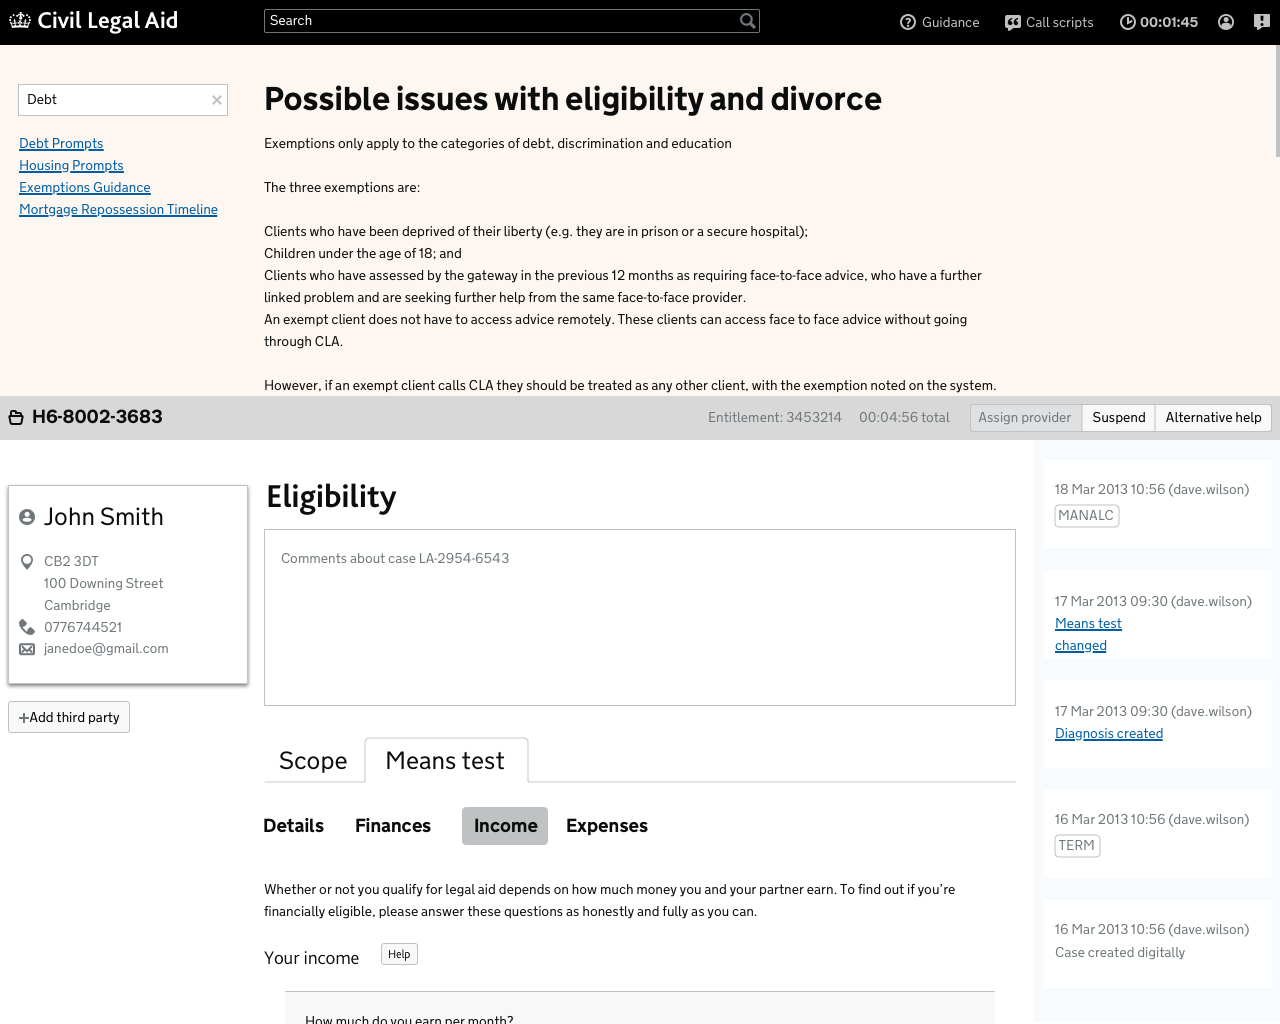 Civil Legal Aid
Search
Guidance
Call scripts
00:01:45
Debt
Debt Prompts
Housing Prompts
Exemptions Guidance
Mortgage Repossession Timeline
Possible issues with eligibility and divorce
Exemptions only apply to the categories of debt, discrimination and education
The three exemptions are:
Clients who have been deprived of their liberty (e.g. they are in prison or a secure hospital);
Children under the age of 18; and
Clients who have assessed by the gateway in the previous 12 months as requiring face-to-face advice, who have a further
linked problem and are seeking further help from the same face-to-face provider.
An exempt client does not have to access advice remotely. These clients can access face to face advice without going
through CLA.
However, if an exempt client calls CLA they should be treated as any other client, with the exemption noted on the system.
H6-8002-3683
Entitlement: 3453214
00:04:56 total
Assign provider
Suspend
Alternative help
John Smith
CB2 3DT
100 Downing Street
Cambridge
0776744521
janedoe@gmail.com
+Add third party
Eligibility
Comments about case LA-2954-6543
Scope
Means test
Details
Finances
Income
Expenses
Whether or not you qualify for legal aid depends on how much money you and your partner earn. To find out if you're
financially eligible, please answer these questions as honestly and fully as you can.
Your income
Help
How much do you earn per month?
18 Mar 2013 10:56 (dave.wilson)
MANALC
17 Mar 2013 09:30 (dave.wilson)
Means test
changed
17 Mar 2013 09:30 (dave.wilson)
Diagnosis created
16 Mar 2013 10:56 (dave.wilson)
TERM
16 Mar 2013 10:56 (dave.wilson)
Case created digitally